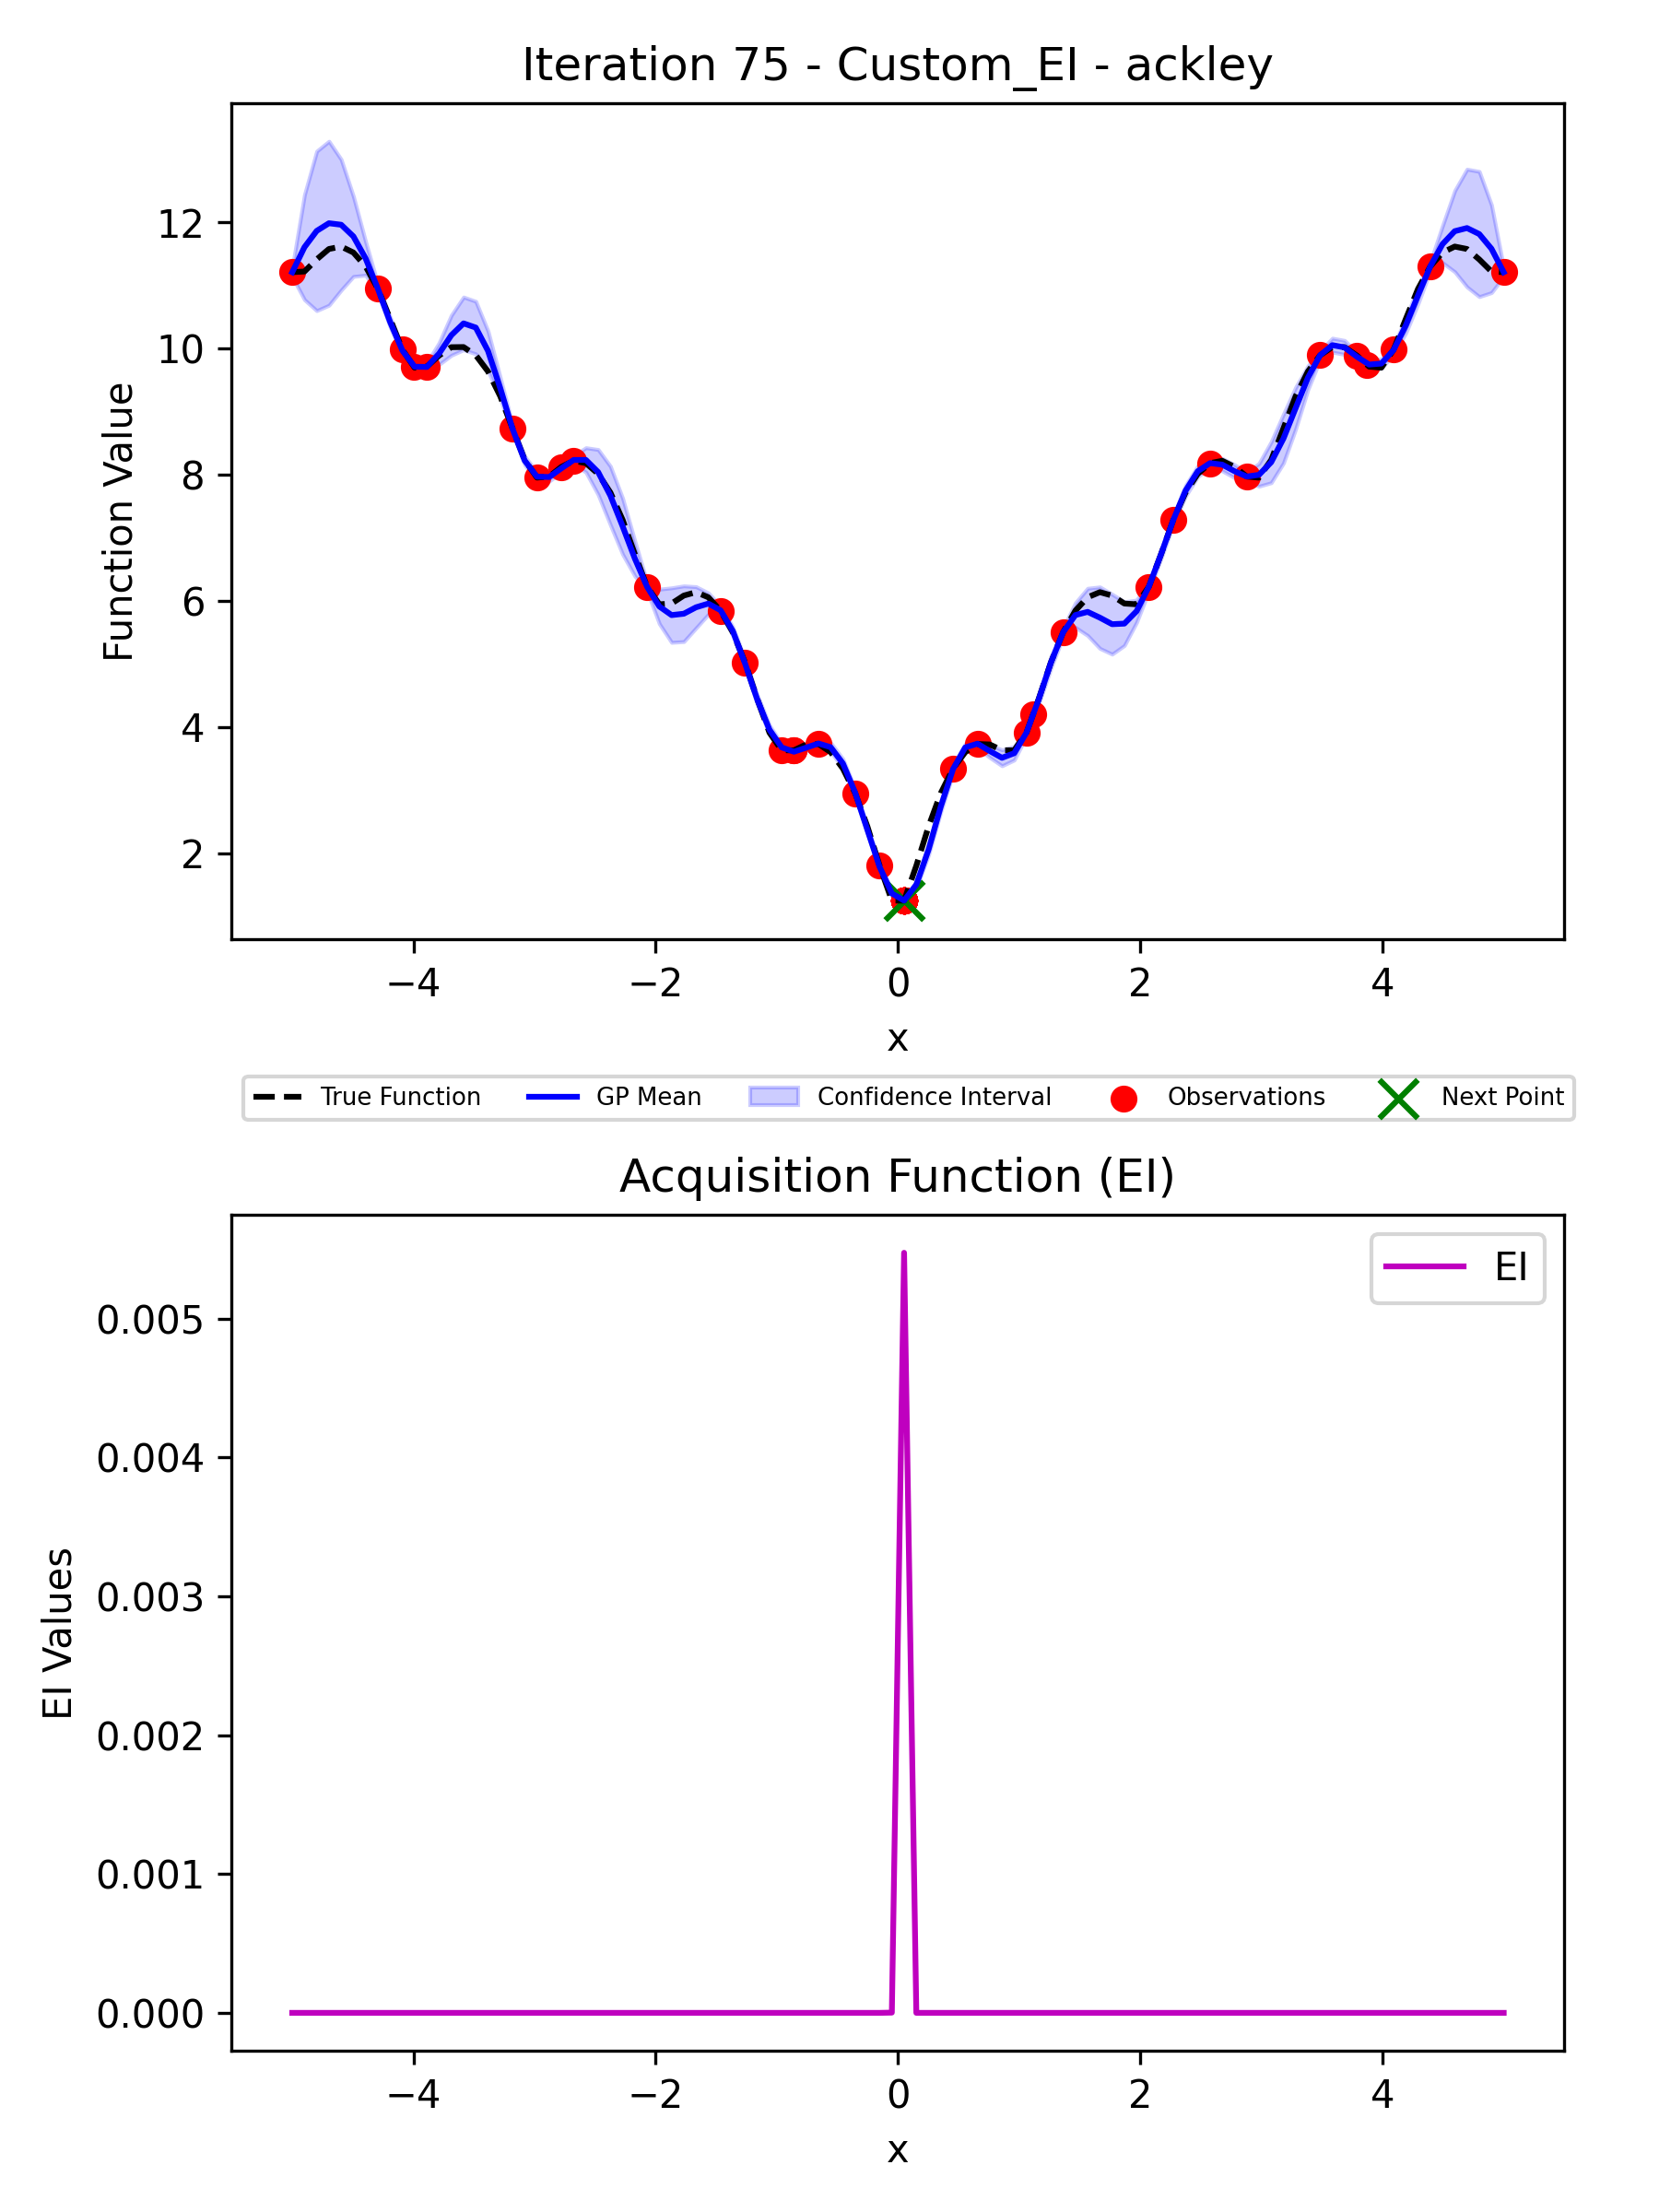 Iteration 75 - Custom_EI - ackley
Function Value
12
10
8
6
4
2
−4 −2 0 2 4
x
True Function GP Mean Confidence Interval Observations Next Point
Acquisition Function (EI)
EI
EI Values
0.005
0.004
0.003
0.002
0.001
0.000
−4 −2 0 2 4
x